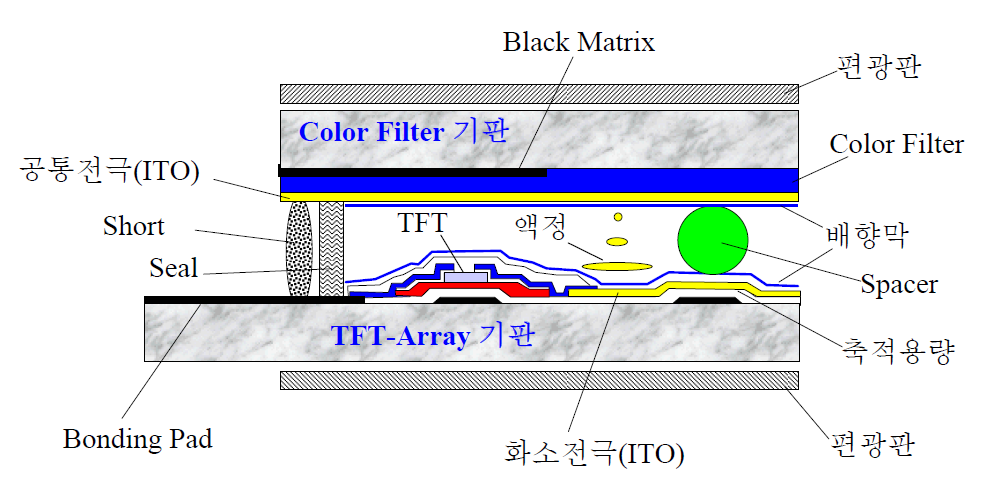 Black Matrix
편광판
Color Filter 기판
Color Filter
공통전극(ITO)
Short
TFT
액정
배향막
Seal
Spacer
TFT-Array 기판
축적용량
Bonding Pad
화소전극(ITO)
편광판